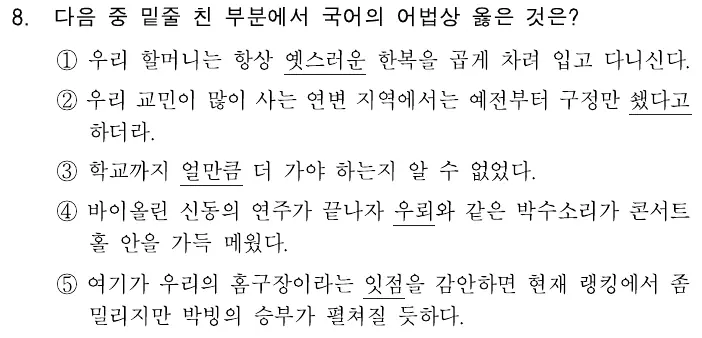 8. 다음 중 밑줄 친 부분에서 국어의 어법상 옳은 것은?
① 우리 할머니는 항상 옛스러운 한복을 곱게 차려 입고 다니신다.
② 우리 교민이 많이 사는 연변 지역에서는 예전부터 구정만 쇘다고
하더라.
③ 학교까지 얼만큼 더 가야 하는지 알 수 없었다.
④ 바이올린 신동의 연주가 끝나자 우뢰와 같은 박수소리가 콘서트
홀 안을 가득 메웠다.
⑤ 여기가 우리의 홈구장이라는 잇점을 감안하면 현재 랭킹에서 좀
밀리지만 박빙의 승부가 펼쳐질 듯하다.